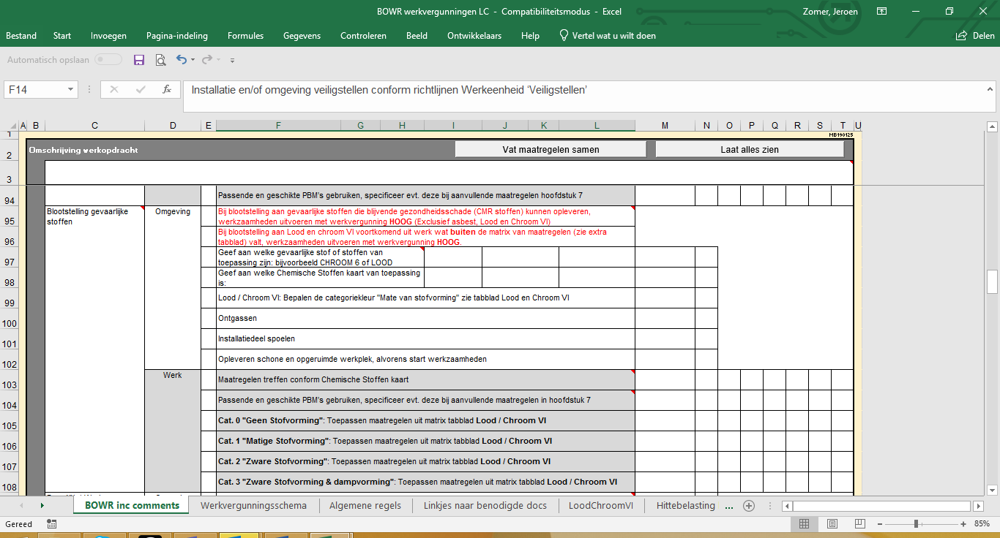 BOWR werkvergunningen LC - Compatibiliteitsmodus - Excel
Zomer, Jeroen
Bestand Start Invoegen Pagina-indeling Formules Gegevens Controleren Beeld Ontwikkelaars Help Vertel wat u wilt doen Delen
Automatisch opslaan
F14
fx
Installatie en/of omgeving veiligstellen conform richtlijnen Werkeenheid ‘Veiligstellen’
A B C D E F G H I J K L M N O P Q R S T U
1
MB190125
2 Omschrijving werkopdracht Vat maatregelen samen Laat alles zien
3
94 Passende en geschikte PBM's gebruiken, specificeer evt. deze bij aanvullende maatregelen hoofdstuk 7
95 Blootstelling gevaarlijke stoffen Omgeving
Bij blootstelling aan gevaarlijke stoffen die blijvende gezondheidsschade (CMR stoffen) kunnen opleveren,
werkzaamheden uitvoeren met werkvergunning HOOG (Exclusief asbest, Lood en Chroom VI)
96 Bij blootstelling aan Lood en chroom VI voortkomend uit werk wat buiten de matrix van maatregelen (zie extra
tabblad) valt, werkzaamheden uitvoeren met werkvergunning HOOG.
97 Geef aan welke gevaarlijke stof of stoffen van
toepassing zijn: bijvoorbeeld CHROOM 6 of LOOD
98 Geef aan welke Chemische Stoffen kaart van toepassing
is:
99 Lood / Chroom VI: Bepalen de categoriekleur "Mate van stofvorming" zie tabblad Lood en Chroom VI
100 Ontgassen
101 Installatiedeel spoelen
102 Opleveren schone en opgeruimde werkplek, alvorens start werkzaamheden
103 Werk Maatregelen treffen conform Chemische Stoffen kaart
104 Passende en geschikte PBM's gebruiken, specificeer evt. deze bij aanvullende maatregelen in hoofdstuk 7
105 Cat. 0 "Geen Stofvorming": Toepassen maatregelen uit matrix tabblad Lood / Chroom VI
106 Cat. 1 "Matige Stofvorming": Toepassen maatregelen uit matrix tabblad Lood / Chroom VI
107 Cat. 2 "Zware Stofvorming": Toepassen maatregelen uit matrix tabblad Lood / Chroom VI
108 Cat. 3 "Zware Stofvorming & dampvorming": Toepassen maatregelen uit matrix tabblad Lood / Chroom VI
BOWR inc comments Werkvergunningsschema Algemene regels Linkjes naar benodigde docs LoodChroomVI Hittebelasting ...
Gereed
85%